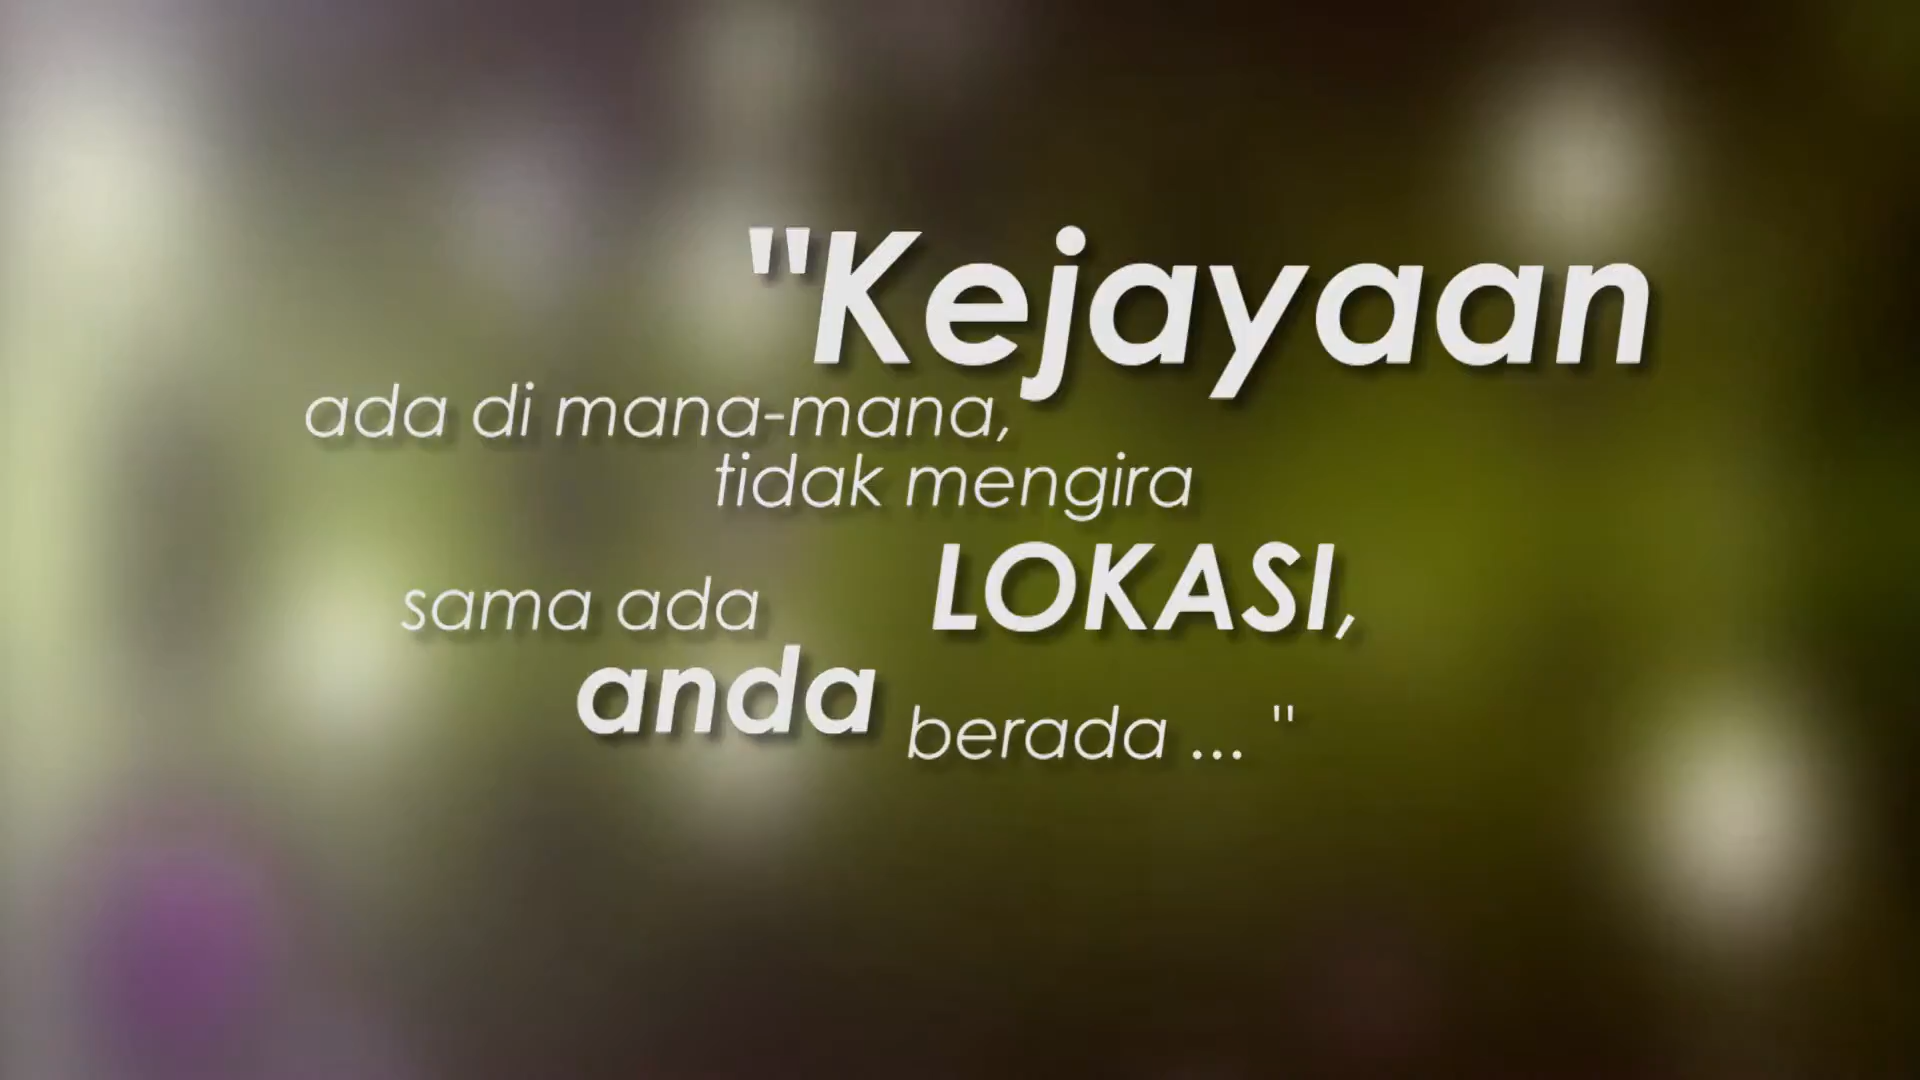 "Kejayaan
ada di mana-mana,
tidak mengira
LOKASI,
sama ada
anda berada ... "